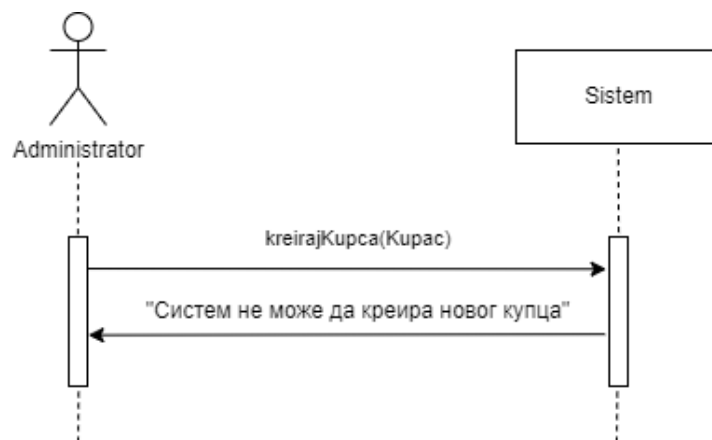 Sistem
Administrator
kreirajKupca(Kupac)
"Систем не може да креира новог купца"